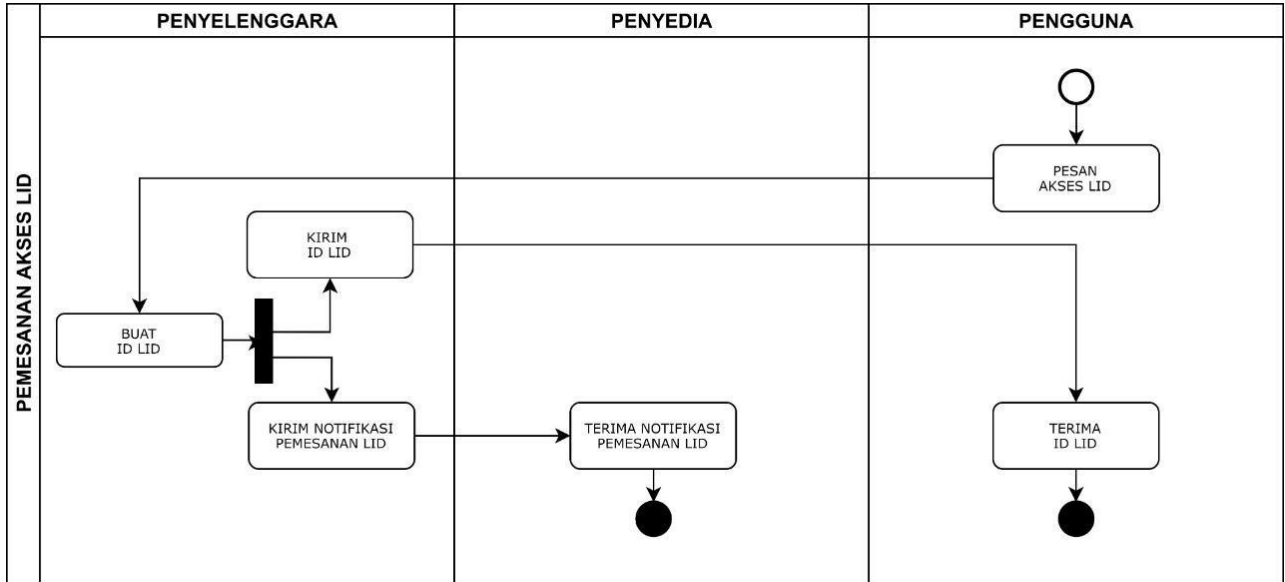 PENYELENGGARA
PENYEDIA
PENGGUNA
PEMESANAN AKSES LID
PESAN
AKSES LID
KIRIM
ID LID
BUAT
ID LID
KIRIM NOTIFIKASI
PEMESANAN LID
TERIMA NOTIFIKASI
PEMESANAN LID
TERIMA
ID LID